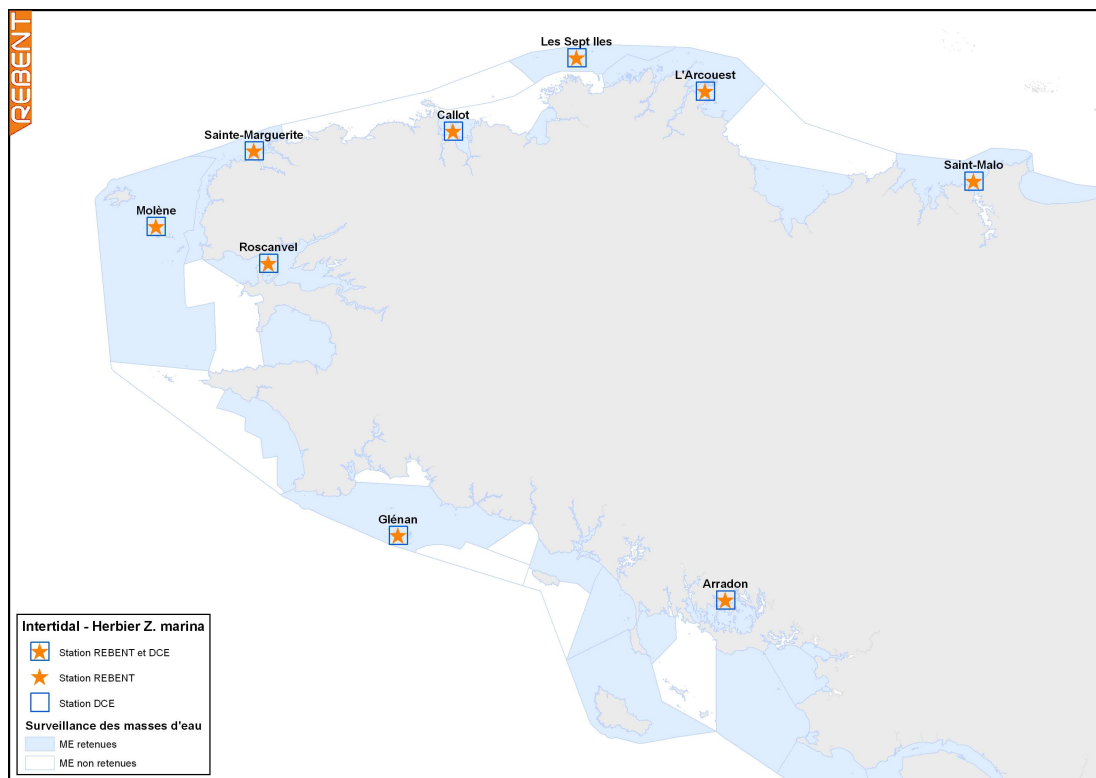 REBENT
Les Sept Iles
L'Arcouest
Callot
Sainte-Marguerite
Saint-Malo
Molène
Roscanvel
Glénan
Arradon
Intertidal - Herbier Z. marina
Station REBENT et DCE
Station REBENT
Station DCE
Surveillance des masses d'eau
ME retenues
ME non retenues